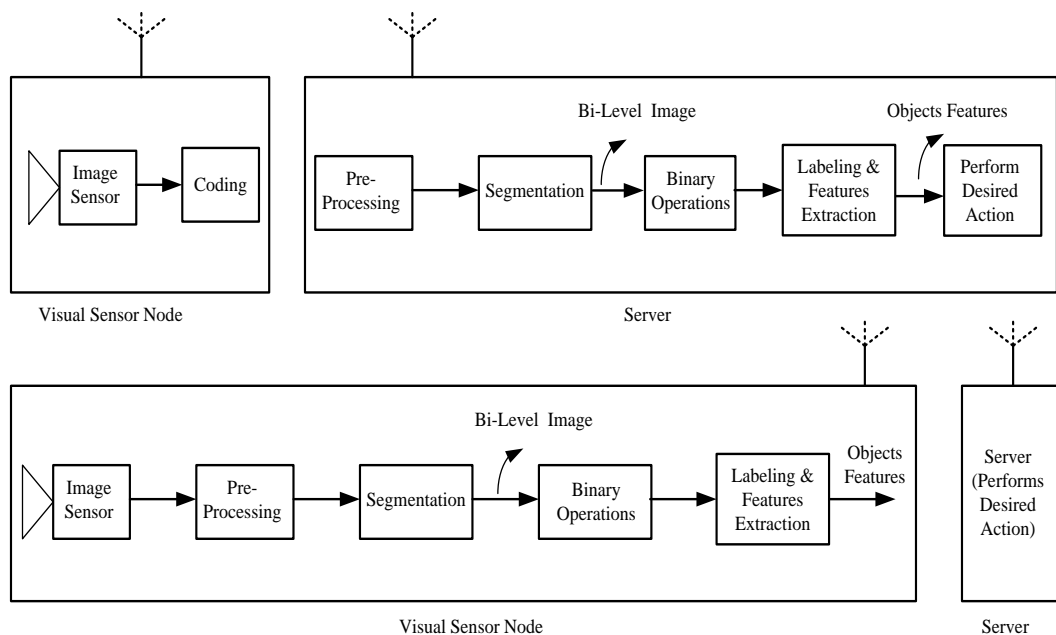 Bi-Level Image
Objects Features
Image
Sensor
Coding
Pre-
Processing
Segmentation
Binary
Operations
Labeling &
Features
Extraction
Perform
Desired
Action
Visual Sensor Node
Server
Bi-Level Image
Objects
Features
Image
Sensor
Pre-
Processing
Segmentation
Binary
Operations
Labeling &
Features
Extraction
Server
(Performs
Desired
Action)
Visual Sensor Node
Server